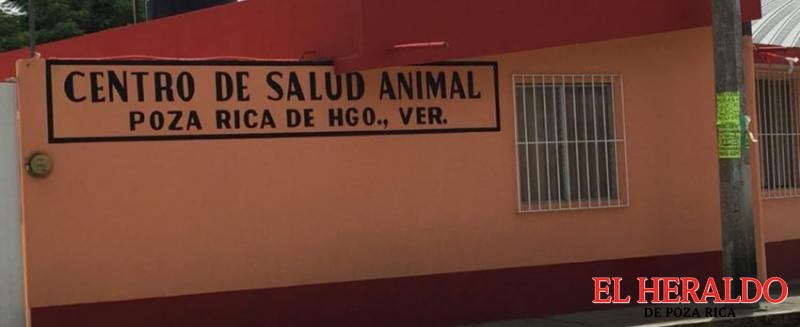 CENTRO DE SALUD ANIMAL
POZA RICA DE HGO., VER.
EL HERALDO
DE POZA RICA